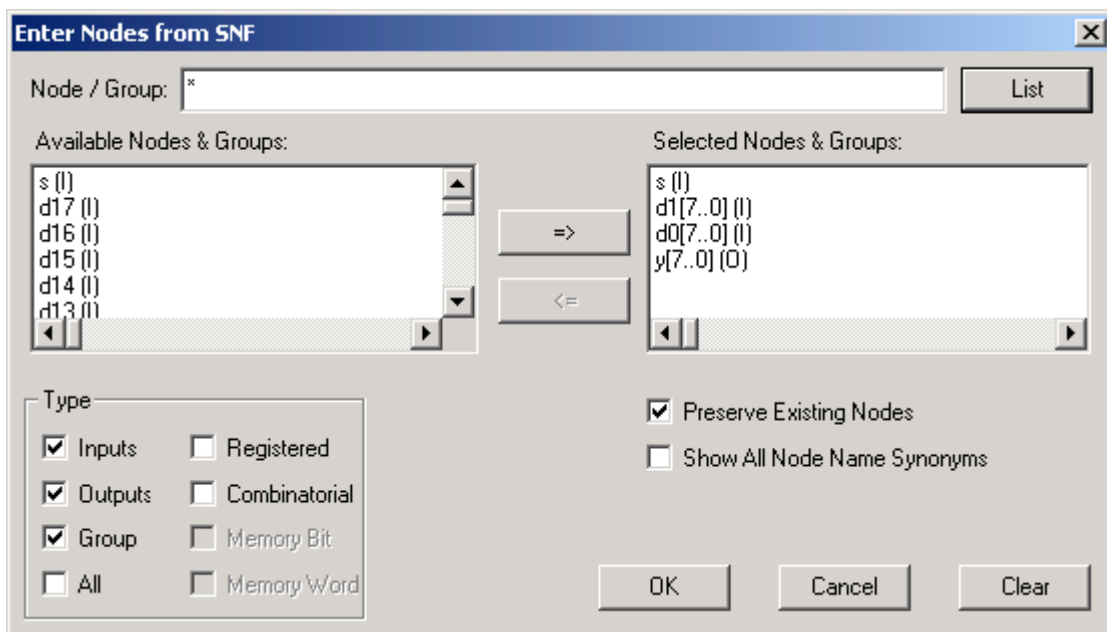 Enter Nodes from SNF
Node / Group: *
List
Available Nodes & Groups:
s (I)
d17 (I)
d16 (I)
d15 (I)
d14 (I)
d13 (I)
=>
<=
Selected Nodes & Groups:
s (I)
d1[7..0] (I)
d0[7..0] (I)
y[7..0] (O)
Type
Inputs
Registered
Outputs
Combinatorial
Group
Memory Bit
All
Memory Word
Preserve Existing Nodes
Show All Node Name Synonyms
OK
Cancel
Clear